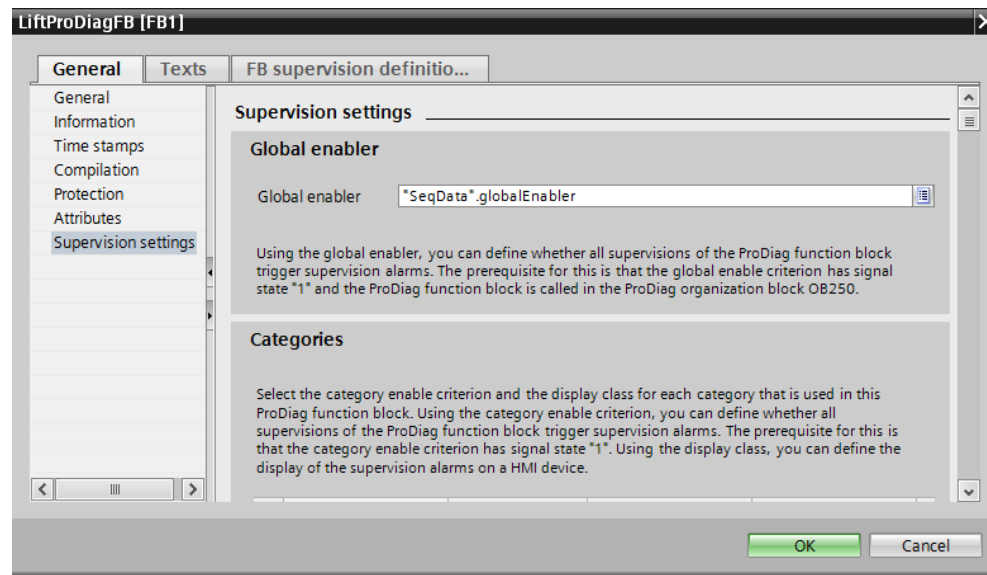 LiftProDiagFB [FB1]
General
Texts
FB supervision definitio...
General
Information
Time stamps
Compilation
Protection
Attributes
Supervision settings
Supervision settings
Global enabler
Global enabler
"SeqData".globalEnabler
Using the global enabler, you can define whether all supervisions of the ProDiag function block
trigger supervision alarms. The prerequisite for this is that the global enable criterion has signal
state "1" and the ProDiag function block is called in the ProDiag organization block OB250.
Categories
Select the category enable criterion and the display class for each category that is used in this
ProDiag function block. Using the category enable criterion, you can define whether all
supervisions of the ProDiag function block trigger supervision alarms. The prerequisite for this is
that the category enable criterion has signal state "1". Using the display class, you can define the
display of the supervision alarms on a HMI device.
OK
Cancel